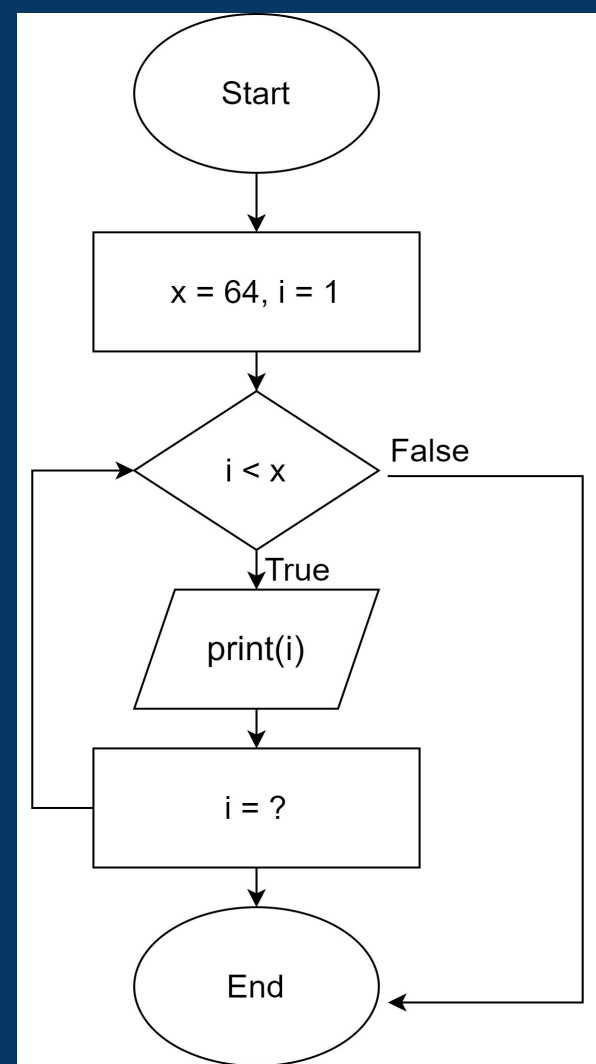 Start
x = 64, i = 1
i < x
False
True
print(i)
i = ?
End